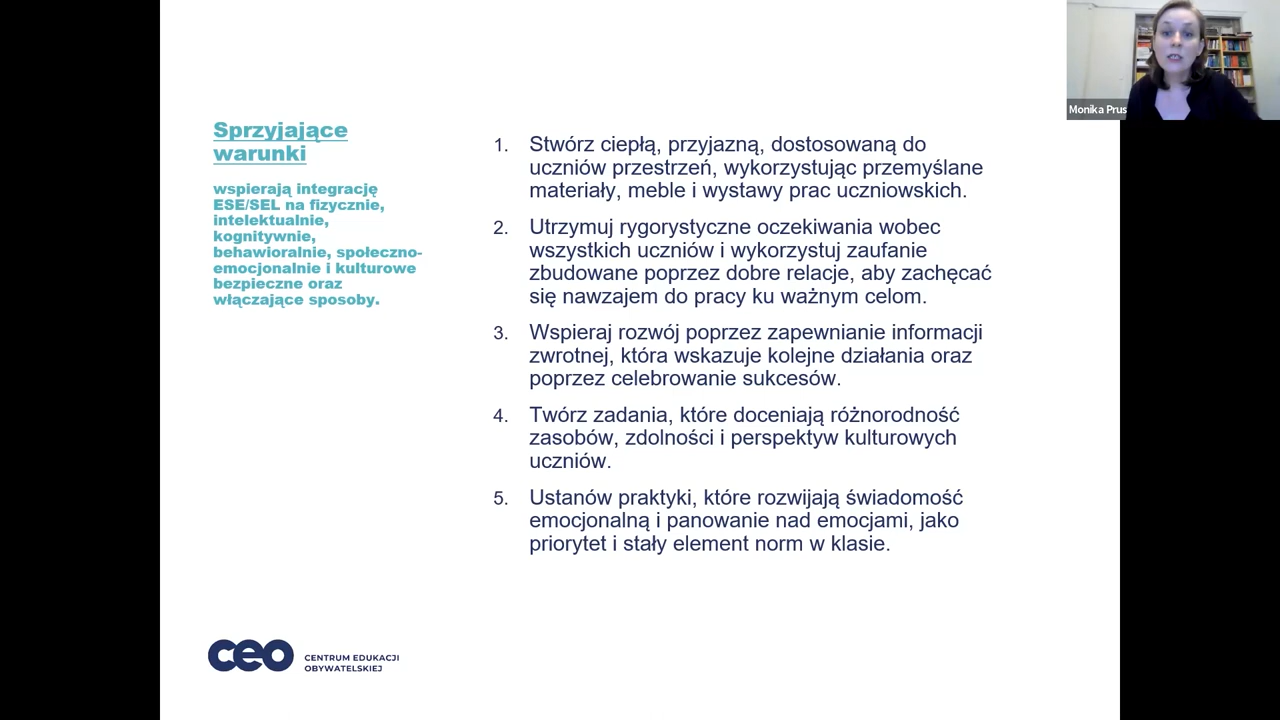 Sprzyjające
warunki
wspierają integrację
ESE/SEL na fizycznie,
intelektualnie,
kognitywnie,
behawioralnie, społeczno-
emocjonalnie i kulturowe
bezpieczne oraz
włączające sposoby.
1. Stwórz ciepłą, przyjazną, dostosowaną do
uczniów przestrzeń, wykorzystując przemyślane
materiały, meble i wystawy prac uczniowskich.
2. Utrzymuj rygorystyczne oczekiwania wobec
wszystkich uczniów i wykorzystuj zaufanie
zbudowane poprzez dobre relacje, aby zachęcać
się nawzajem do pracy ku ważnym celom.
3. Wspieraj rozwój poprzez zapewnianie informacji
zwrotnej, która wskazuje kolejne działania oraz
poprzez celebrowanie sukcesów.
4. Twórz zadania, które doceniają różnorodność
zasobów, zdolności i perspektyw kulturowych
uczniów.
5. Ustanów praktyki, które rozwijają świadomość
emocjonalną i panowanie nad emocjami, jako
priorytet i stały element norm w klasie.
ceo CENTRUM EDUKACJI
OBYWATELSKIEJ
Monika Prus